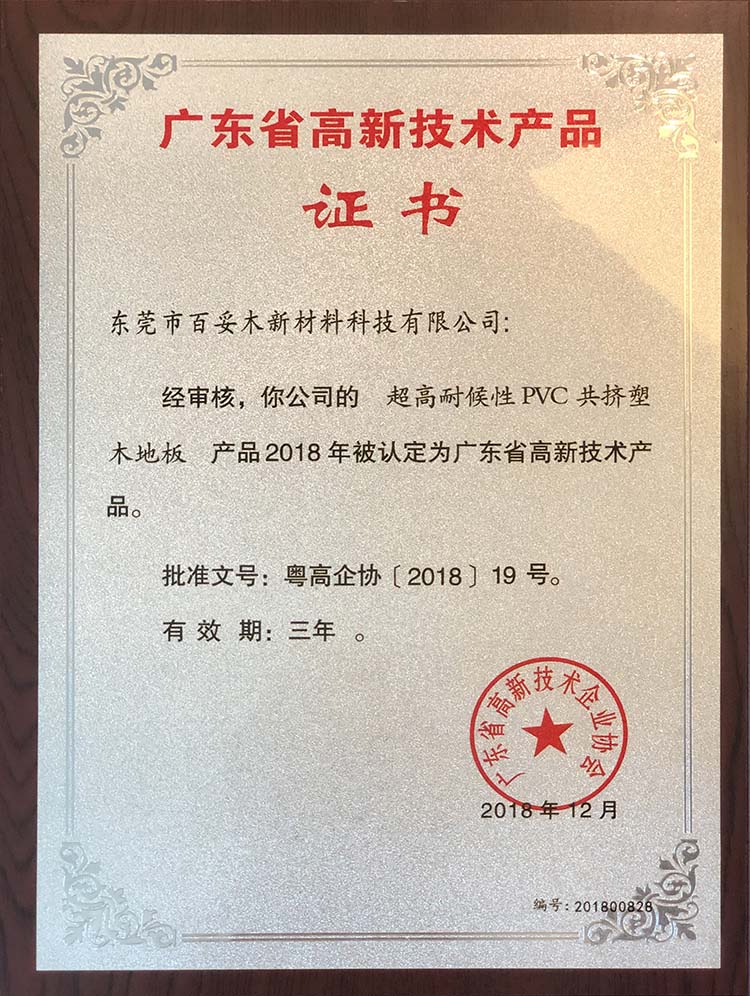 广东省高新技术产品
证书
东莞市百妥木新材料科技有限公司:
经审核，你公司的 超高耐候性PVC共挤塑
木地板 产品2018年被认定为广东省高新技术产
品。
批准文号：粤高企协〔2018〕19号。
有效期：三年 。
广东省高新技术企业协会
2018年12月
编号:201800828